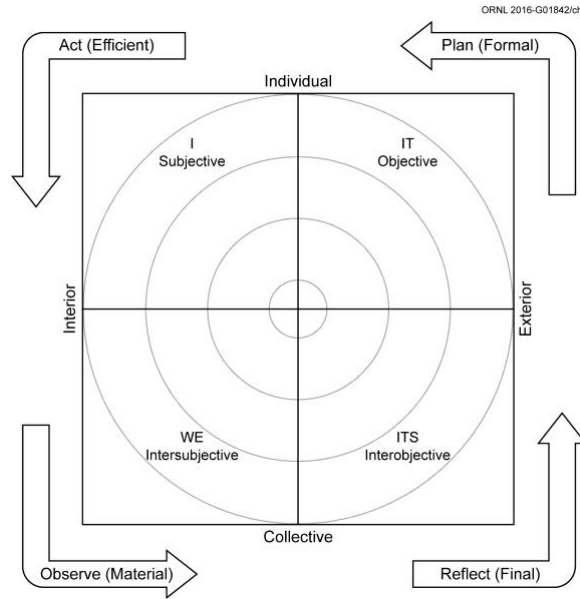 ORNL 2016-G01842/ch
Act (Efficient)
Plan (Formal)
Individual
I
Subjective
IT
Objective
Interior
Exterior
WE
Intersubjective
ITS
Interobjective
Collective
Observe (Material)
Reflect (Final)